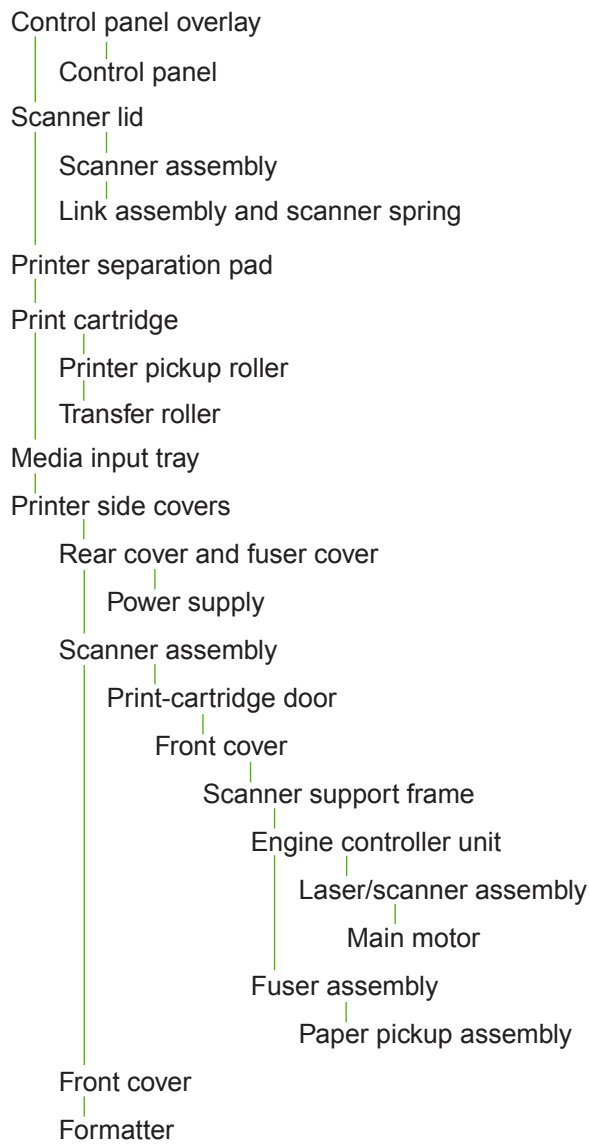 Control panel overlay
Control panel
Scanner lid
Scanner assembly
Link assembly and scanner spring
Printer separation pad
Print cartridge
Printer pickup roller
Transfer roller
Media input tray
Printer side covers
Rear cover and fuser cover
Power supply
Scanner assembly
Print-cartridge door
Front cover
Scanner support frame
Engine controller unit
Laser/scanner assembly
Main motor
Fuser assembly
Paper pickup assembly
Front cover
Formatter